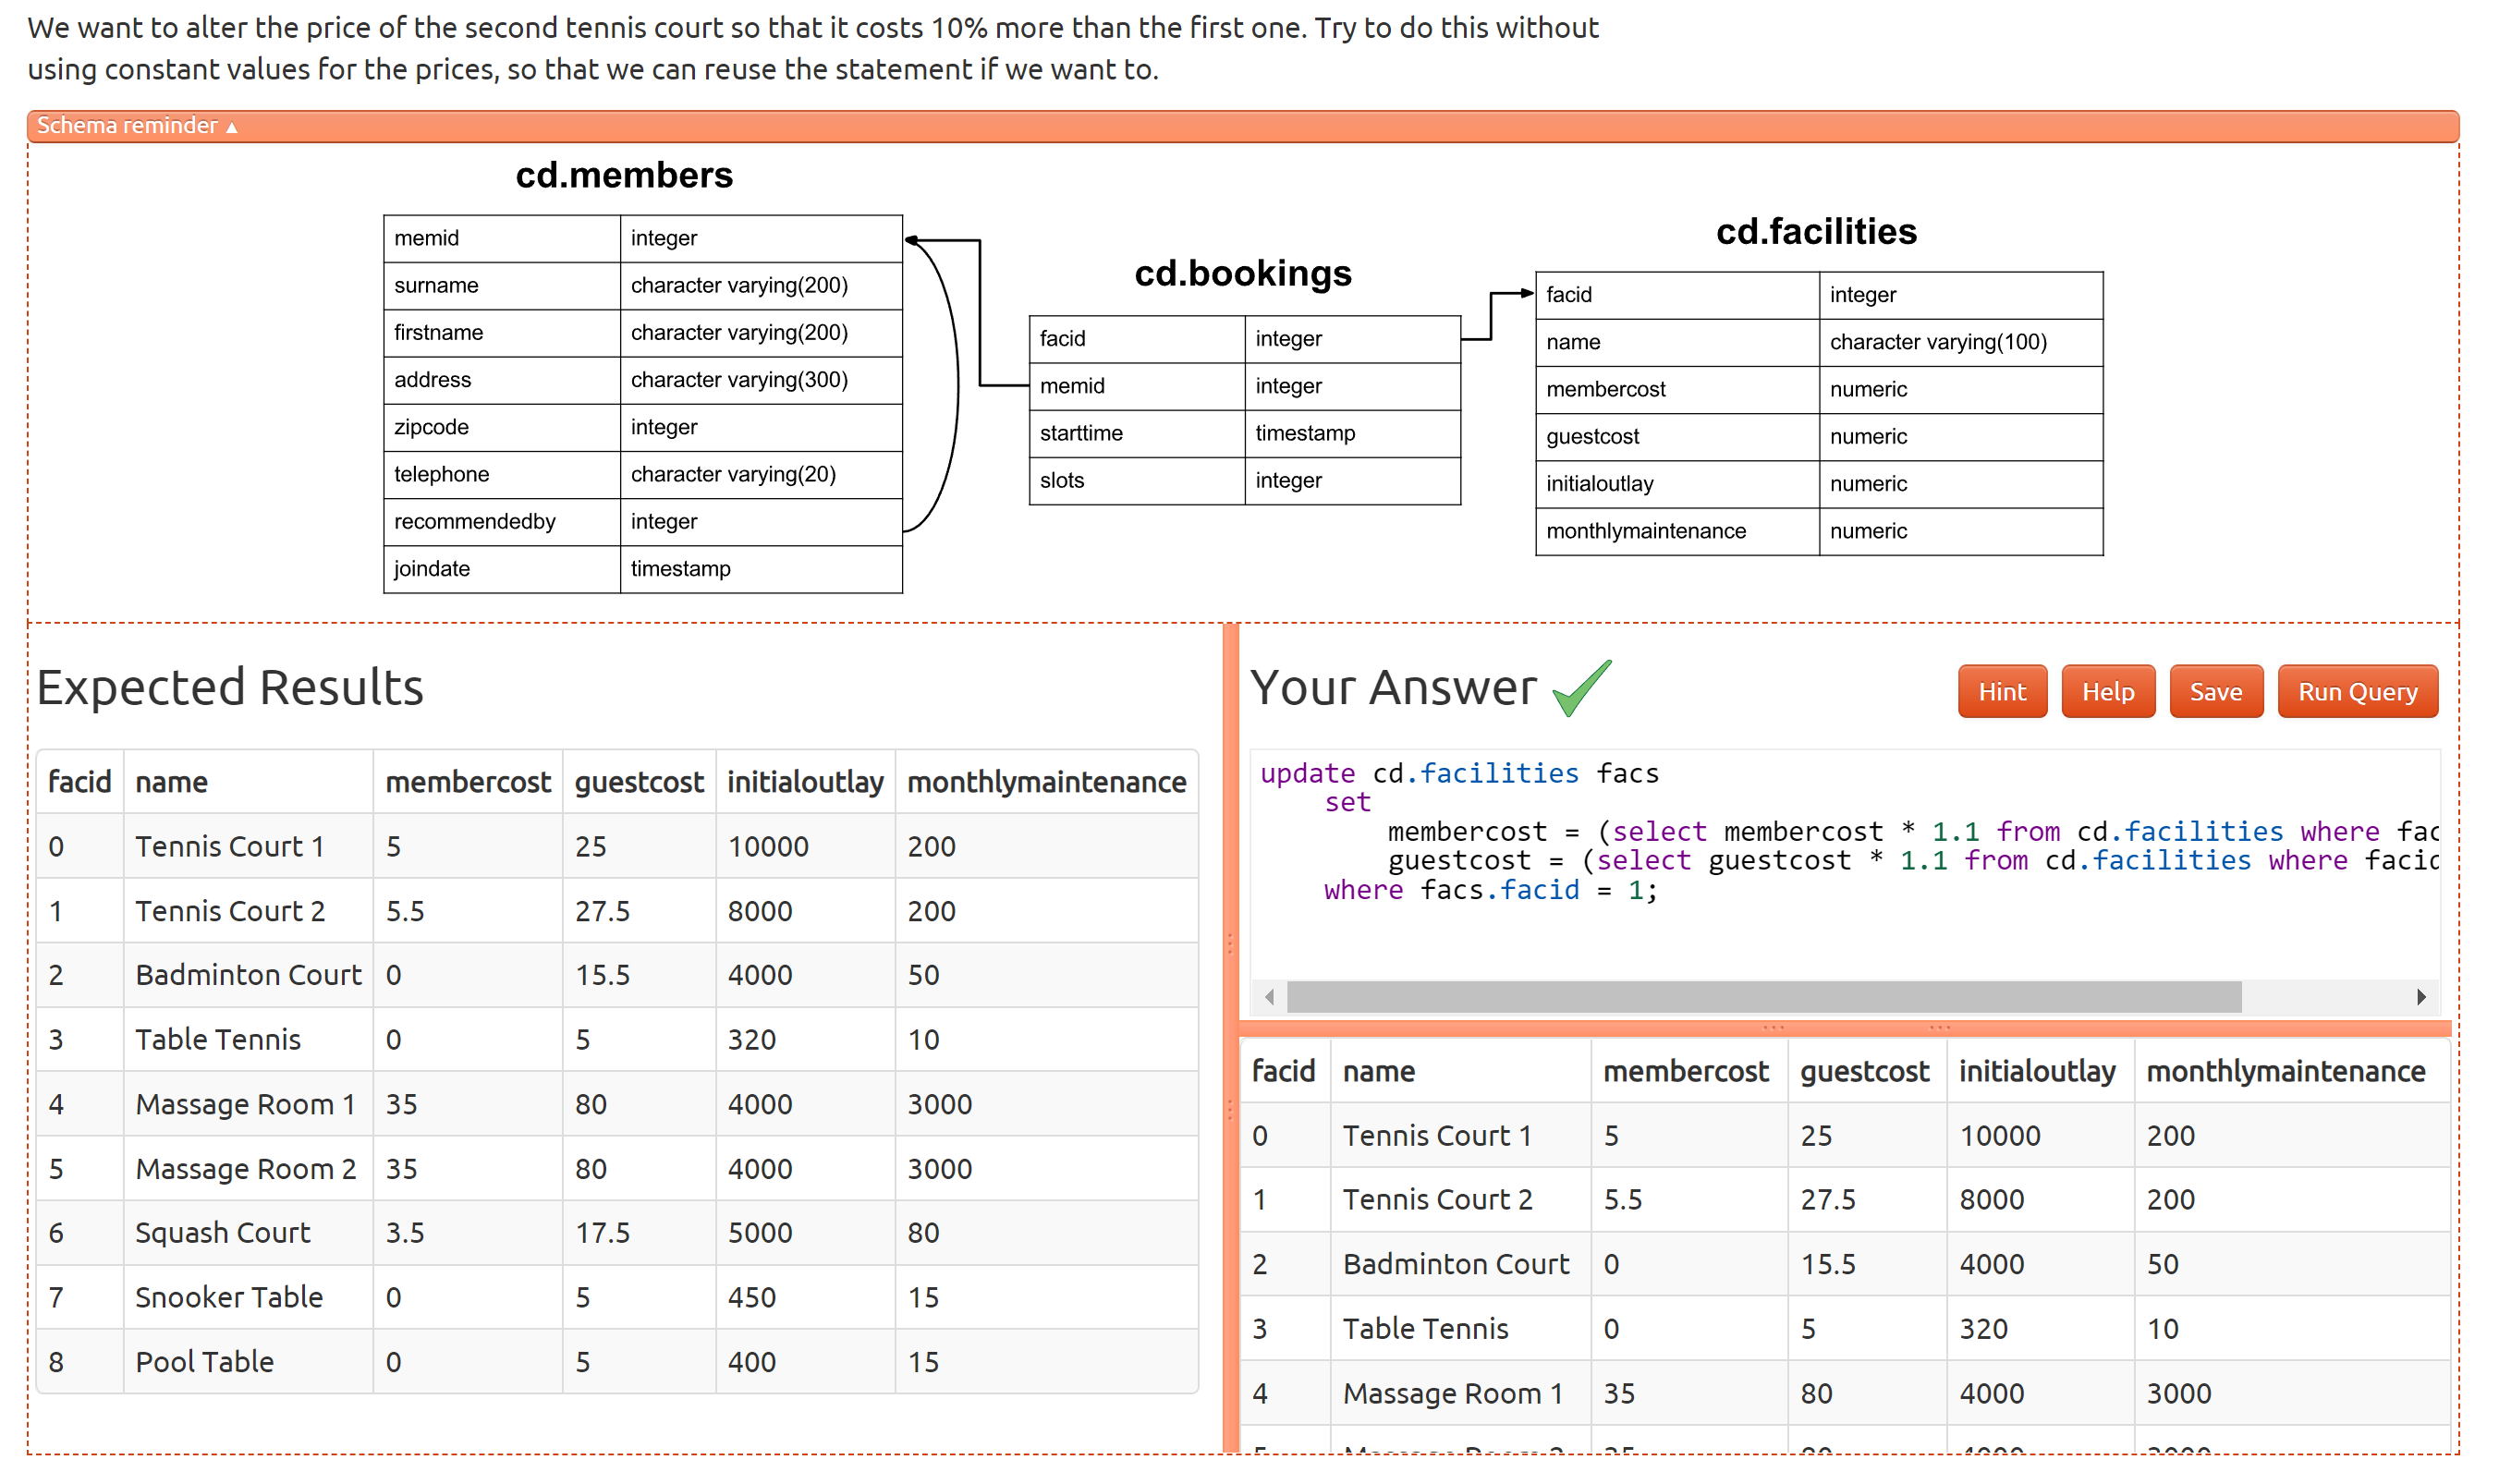 We want to alter the price of the second tennis court so that it costs 10% more than the first one. Try to do this without
using constant values for the prices, so that we can reuse the statement if we want to.
Schema reminder ▲
cd.members
memid integer
surname character varying(200)
firstname character varying(200)
address character varying(300)
zipcode integer
telephone character varying(20)
recommendedby integer
joindate timestamp
cd.bookings
facid integer
memid integer
starttime timestamp
slots integer
cd.facilities
facid integer
name character varying(100)
membercost numeric
guestcost numeric
initialoutlay numeric
monthlymaintenance numeric
Expected Results
facid name membercost guestcost initialoutlay monthlymaintenance
0 Tennis Court 1 5 25 10000 200
1 Tennis Court 2 5.5 27.5 8000 200
2 Badminton Court 0 15.5 4000 50
3 Table Tennis 0 5 320 10
4 Massage Room 1 35 80 4000 3000
5 Massage Room 2 35 80 4000 3000
6 Squash Court 3.5 17.5 5000 80
7 Snooker Table 0 5 450 15
8 Pool Table 0 5 400 15
Your Answer
Hint Help Save Run Query
update cd.facilities facs
set
membercost = (select membercost * 1.1 from cd.facilities where fac
guestcost = (select guestcost * 1.1 from cd.facilities where facid
where facs.facid = 1;
facid name membercost guestcost initialoutlay monthlymaintenance
0 Tennis Court 1 5 25 10000 200
1 Tennis Court 2 5.5 27.5 8000 200
2 Badminton Court 0 15.5 4000 50
3 Table Tennis 0 5 320 10
4 Massage Room 1 35 80 4000 3000